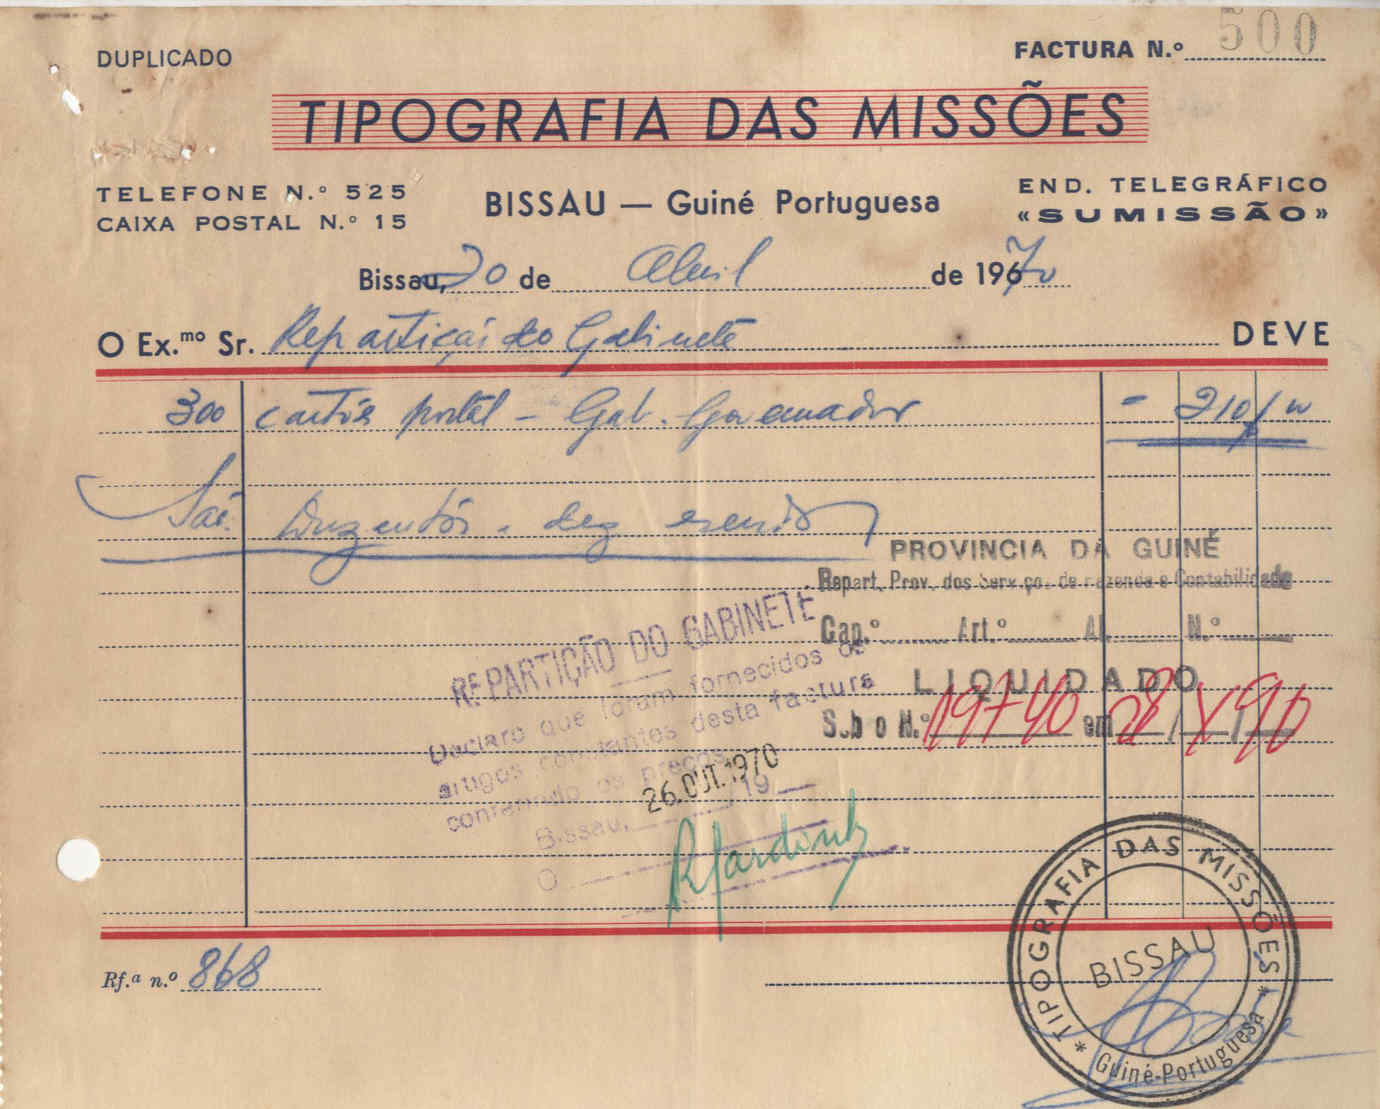 DUPLICADO
FACTURA N.º 500
TIPOGRAFIA DAS MISSÕES
TELEFONE N.º 525
CAIXA POSTAL N.º 15
BISSAU — Guiné Portuguesa
END. TELEGRÁFICO
«SUMISSÃO»
Bissau, 30 de Abril de 1970
O Ex.mo Sr. Repartição do Gabinete DEVE
300 cartões postal - Gab. Governador - 210$00
São: Duzentos e dez escudos
PROVINCIA DA GUINÉ
Repart. Prov. dos Serviços de Fazenda e Contabilidade
Cap.º Art.º Al. N.º
LIQUIDADO
Sub o N.º 19740 em 28/X/70
REPARTIÇÃO DO GABINETE
Declaro que foram fornecidos os
artigos constantes desta factura
os preços
26.OUT.1970
Bissau, 19
O
TIPOGRAFIA DAS MISSÕES
BISSAU
* Guiné-Portuguesa *
Rf.ª n.º 868